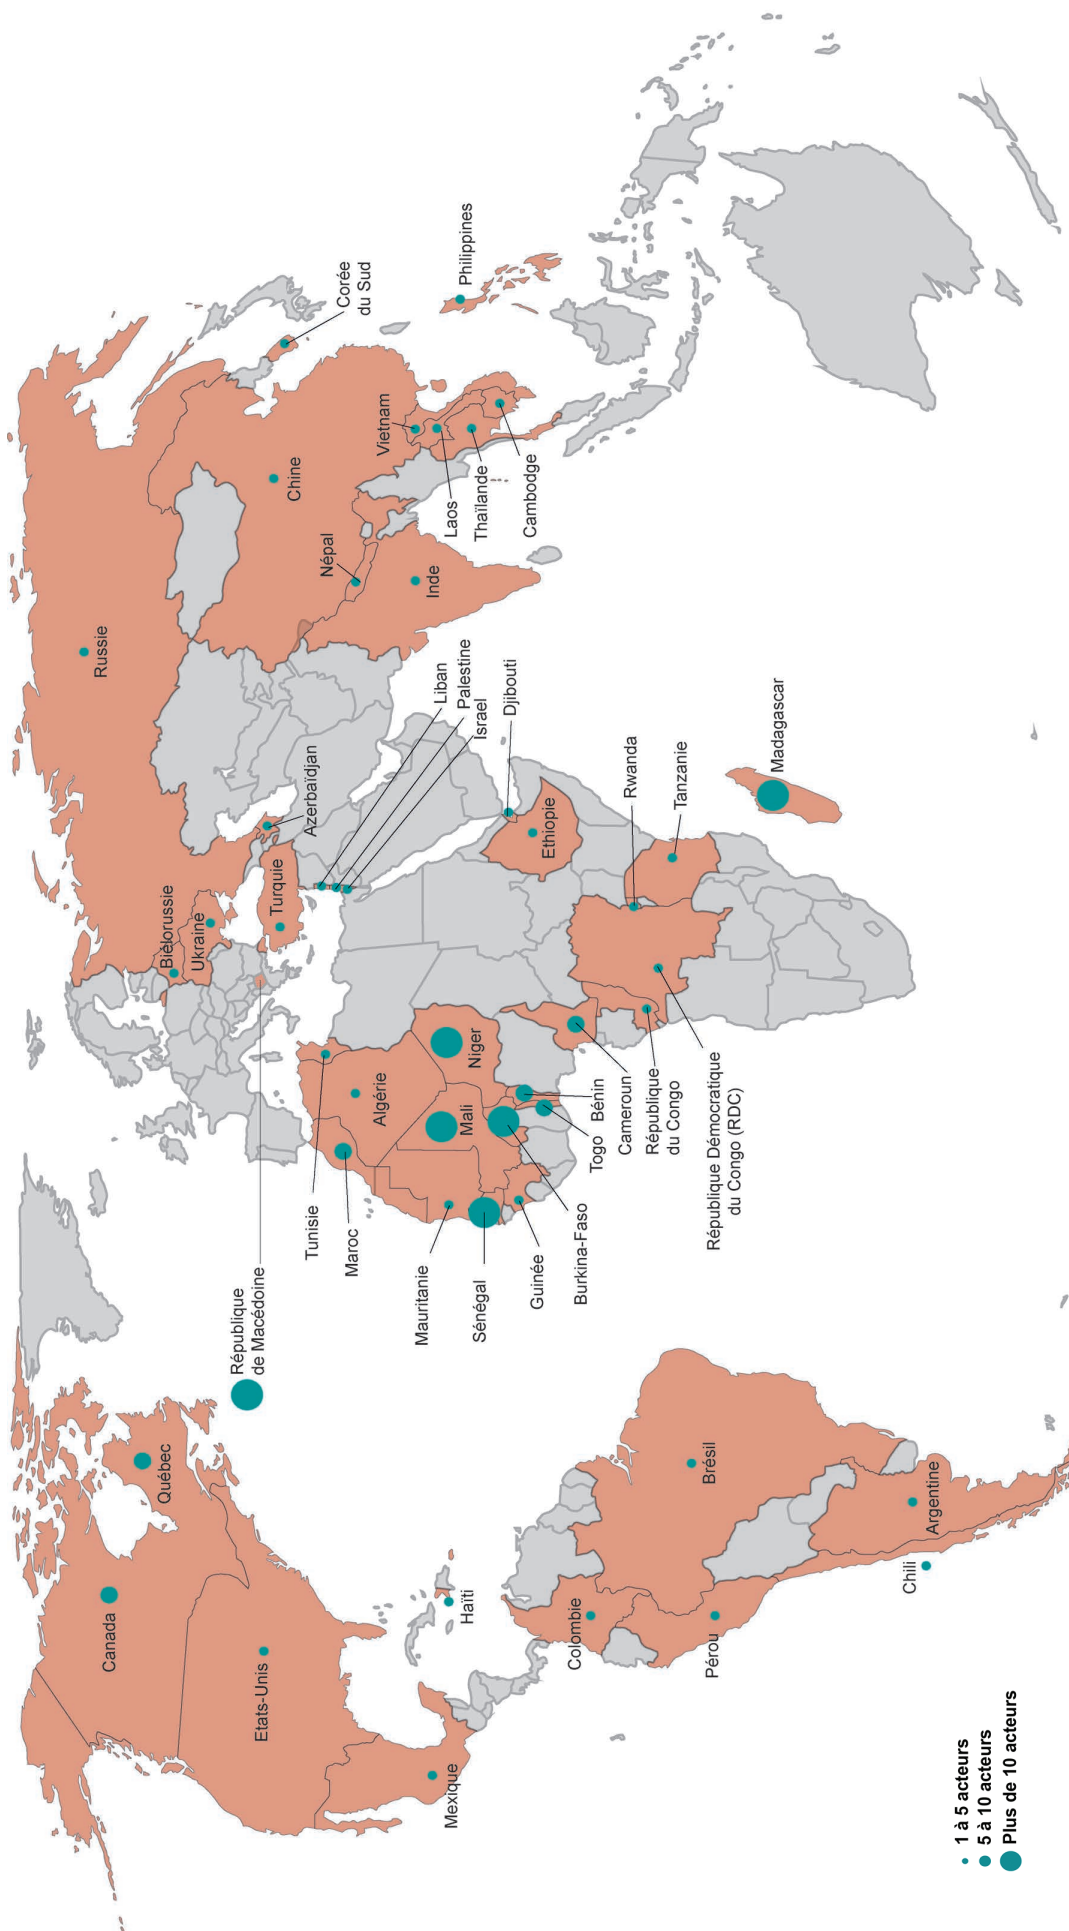 Canada
Québec
Etats-Unis
Mexique
Haïti
Colombie
Pérou
Brésil
Chili
Argentine
République
de Macédoine
Biélorussie
Ukraine
Turquie
Azerbaïdjan
Russie
Chine
Corée
du Sud
Népal
Inde
Vietnam
Laos
Thaïlande
Cambodge
Philippines
Liban
Palestine
Israel
Djibouti
Ethiopie
Rwanda
Tanzanie
Madagascar
Tunisie
Algérie
Maroc
Mauritanie
Mali
Niger
Sénégal
Guinée
Burkina-Faso
Togo
Bénin
Cameroun
République
du Congo
République Démocratique
du Congo (RDC)
1 à 5 acteurs
5 à 10 acteurs
Plus de 10 acteurs